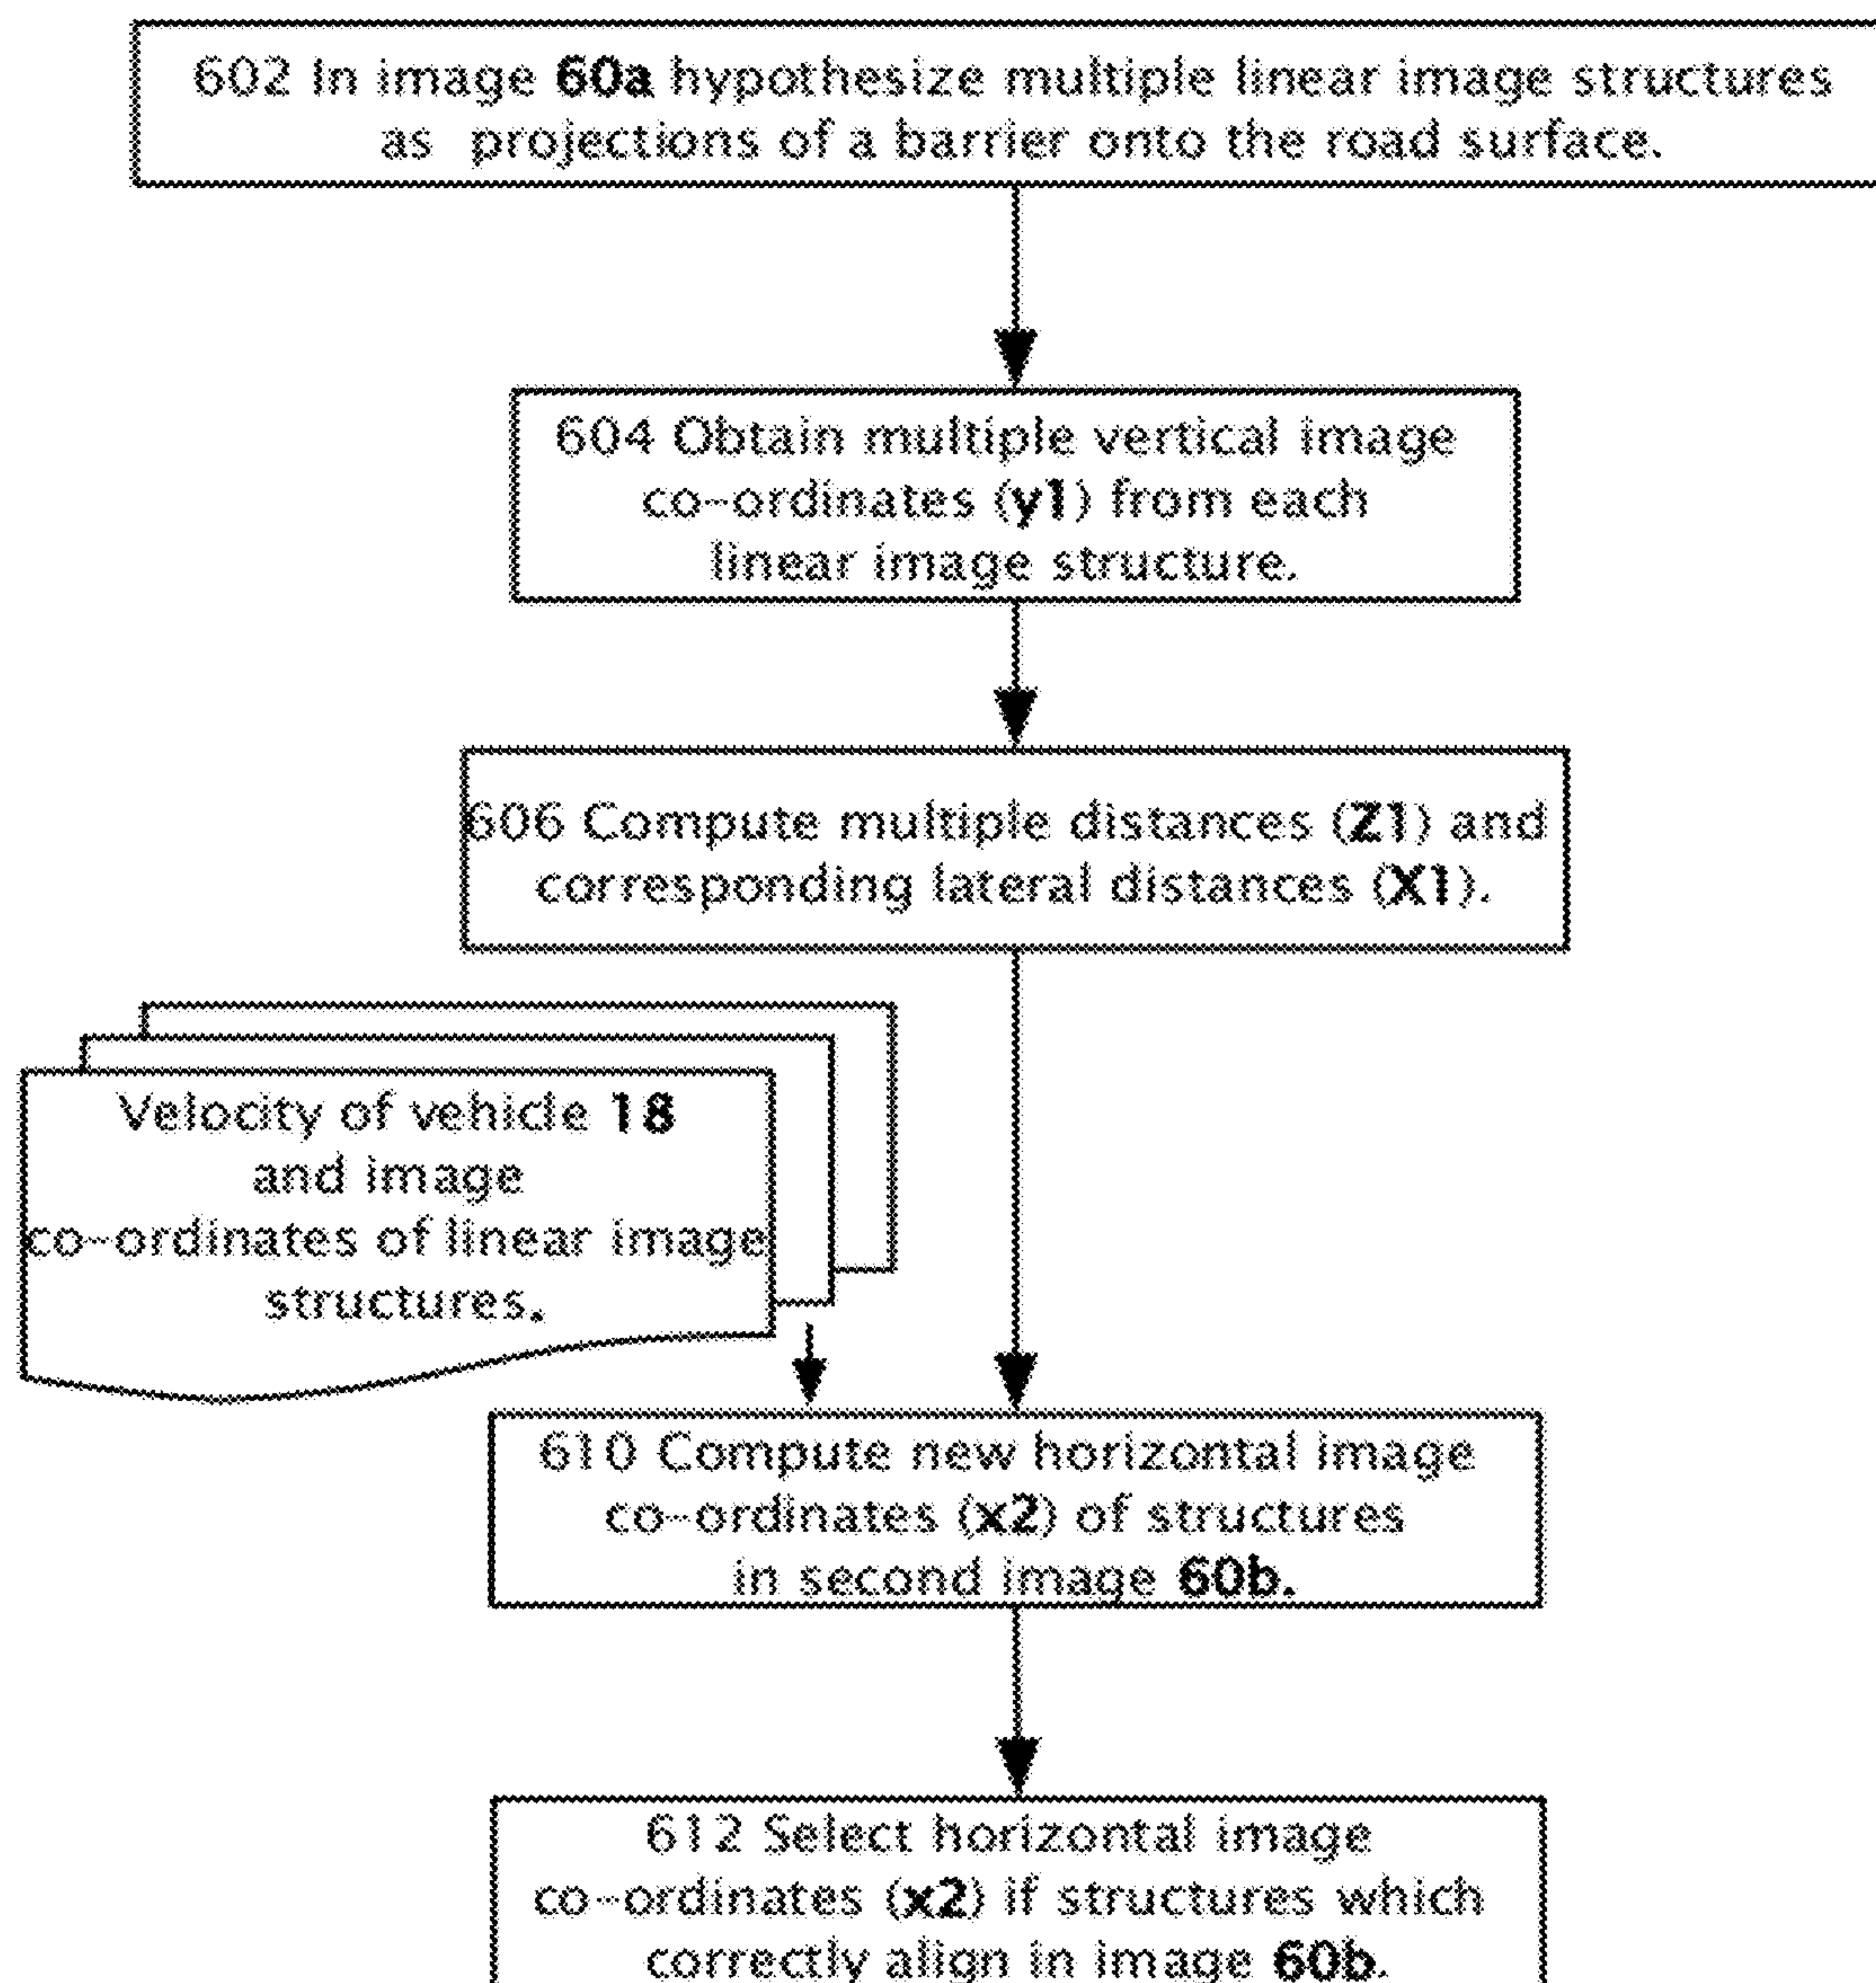 602 In image 60a hypothesize multiple linear image structures
as projections of a barrier onto the road surface.
604 Obtain multiple vertical image
co-ordinates (y1) from each
linear image structure.
606 Compute multiple distances (Z1) and
corresponding lateral distances (X1).
Velocity of vehicle 18
and image
co-ordinates of linear image
structures.
610 Compute new horizontal image
co-ordinates (x2) of structures
in second image 60b.
612 Select horizontal image
co-ordinates (x2) if structures which
correctly align in image 60b.